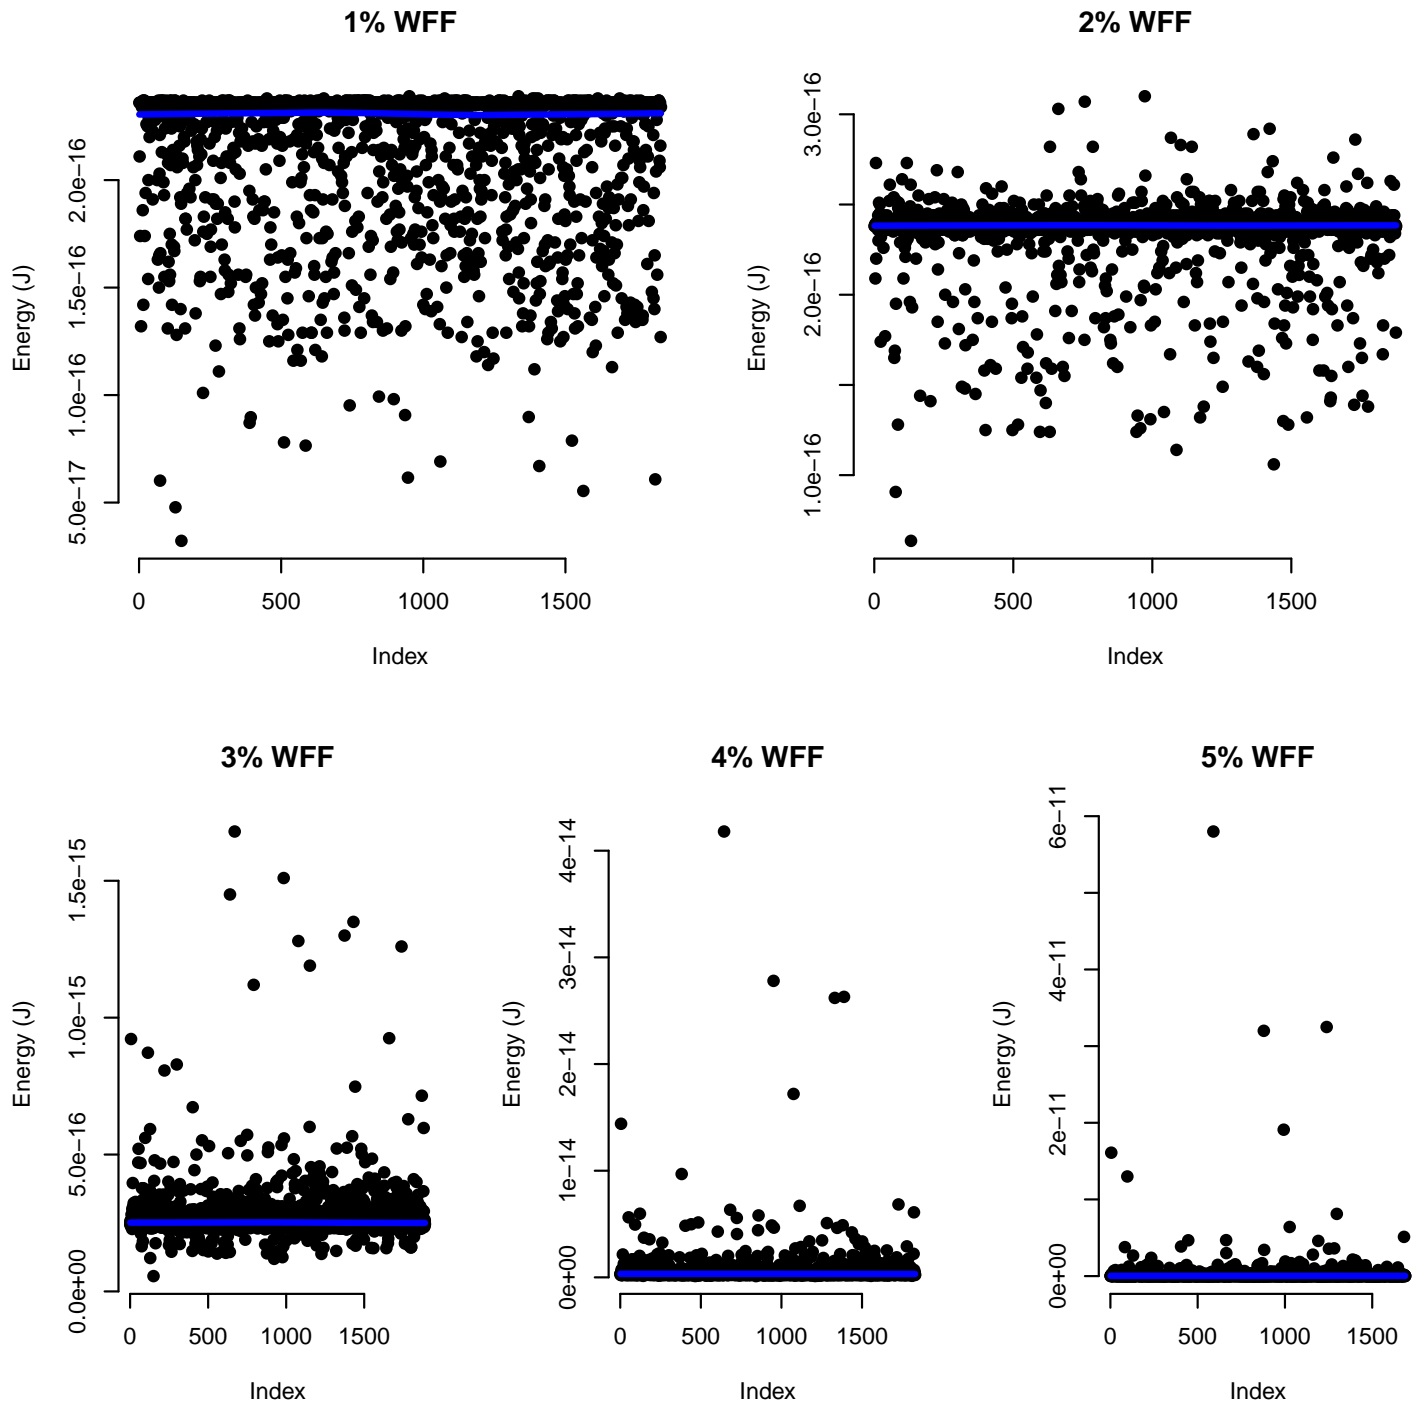 1% WFF
Energy (J)
2.0e−16
1.5e−16
1.0e−16
5.0e−17
0 500 1000 1500
Index
2% WFF
Energy (J)
3.0e−16
2.0e−16
1.0e−16
0 500 1000 1500
Index
3% WFF
Energy (J)
1.5e−15
1.0e−15
5.0e−16
0.0e+00
0 500 1000 1500
Index
4% WFF
Energy (J)
4e−14
3e−14
2e−14
1e−14
0e+00
0 500 1000 1500
Index
5% WFF
Energy (J)
6e−11
4e−11
2e−11
0e+00
0 500 1000 1500
Index